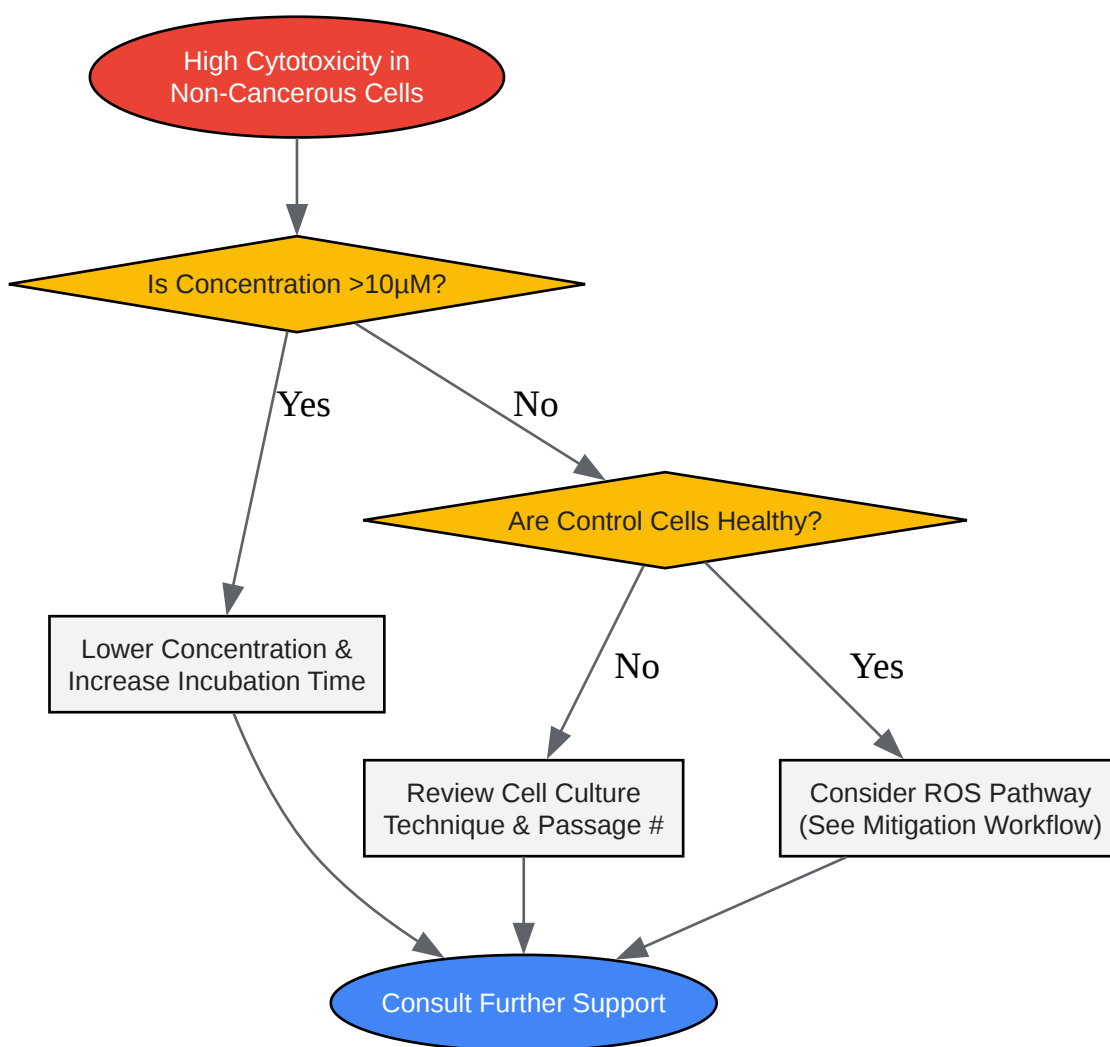 High Cytotoxicity in
Non-Cancerous Cells
Is Concentration >10µM?
Yes
No
Are Control Cells Healthy?
Lower Concentration &
Increase Incubation Time
No
Yes
Review Cell Culture
Technique & Passage #
Consider ROS Pathway
(See Mitigation Workflow)
Consult Further Support